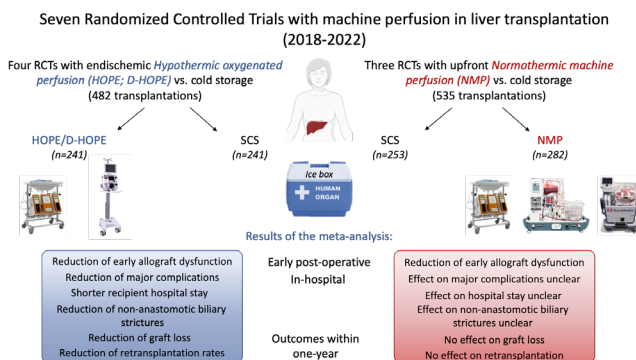 Seven Randomized Controlled Trials with machine perfusion in liver transplantation
(2018-2022)
Four RCTs with endischemic Hypothermic oxygenated
perfusion (HOPE; D-HOPE) vs. cold storage
(482 transplantations)
Three RCTs with upfront Normothermic machine
perfusion (NMP) vs. cold storage
(535 transplantations)
HOPE/D-HOPE
(n=241)
SCS
(n=241)
SCS
(n=253)
NMP
(n=282)
Ice box
HUMAN
ORGAN
Results of the meta-analysis:
Reduction of early allograft dysfunction
Reduction of major complications
Shorter recipient hospital stay
Reduction of non-anastomotic biliary
strictures
Reduction of graft loss
Reduction of retransplantation rates
Early post-operative
In-hospital
Outcomes within
one-year
Reduction of early allograft dysfunction
Effect on major complications unclear
Effect on hospital stay unclear
Effect on non-anastomotic biliary
strictures unclear
No effect on graft loss
No effect on retransplantation